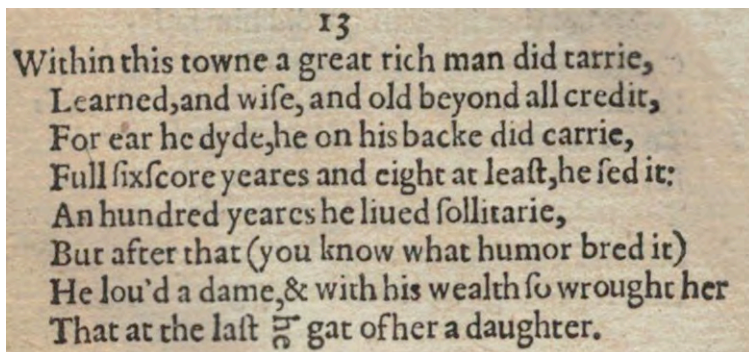 13
Within this towne a great rich man did tarrie,
Learned,and wiſe, and old beyond all credit,
For ear he dyde,he on his backe did carrie,
Full ſixſcore yeares and eight at leaſt,he ſed it:
An hundred yeares he liued ſollitarie,
But after that (you know what humor bred it)
He lou'd a dame,& with his wealth ſo wrought her
That at the laſt he gat of her a daughter.